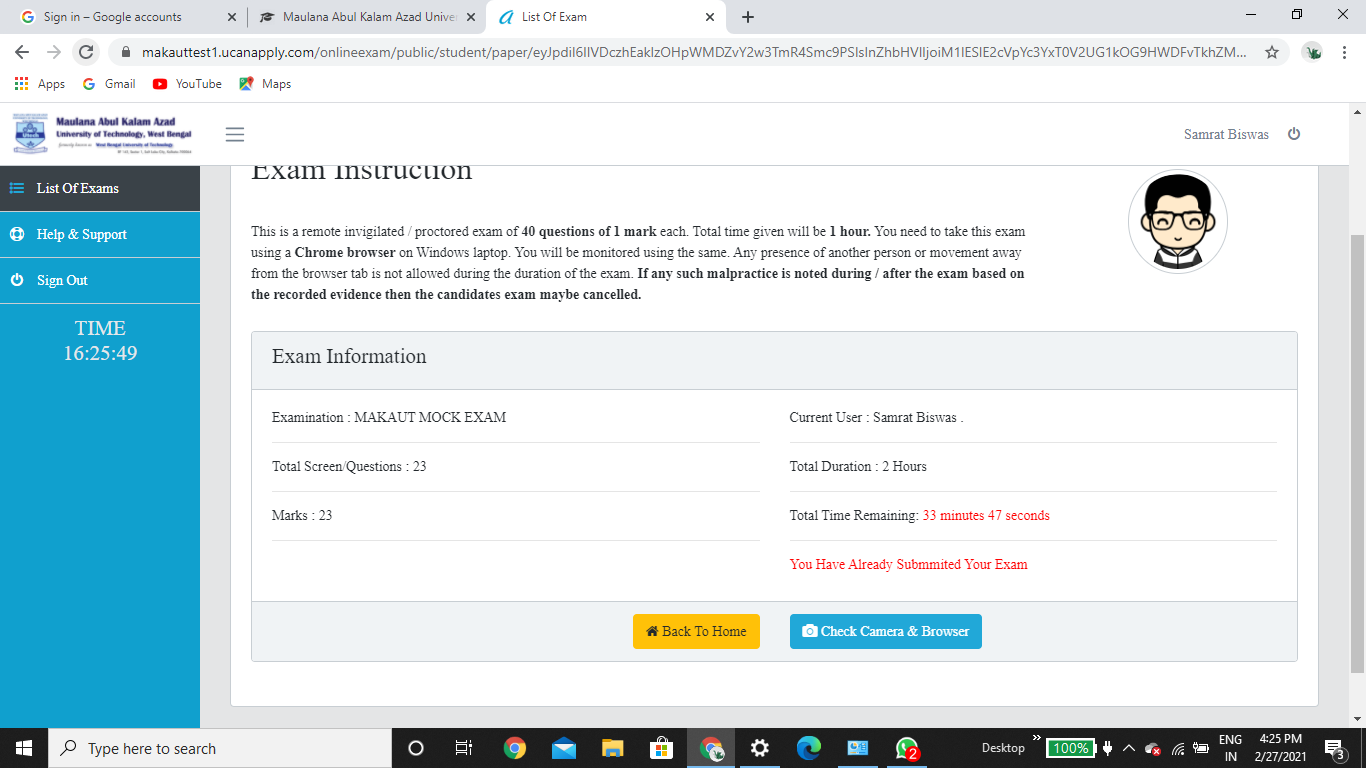 Sign in – Google accounts
Maulana Abul Kalam Azad Univer
List Of Exam
makauttest1.ucanapply.com/onlineexam/public/student/paper/
Apps
Gmail
YouTube
Maps
Maulana Abul Kalam Azad
University of Technology, West Bengal
Samrat Biswas
List Of Exams
Help & Support
Sign Out
TIME
16:25:49
Exam Instruction
This is a remote invigilated / proctored exam of 40 questions of 1 mark each. Total time given will be 1 hour. You need to take this exam
using a Chrome browser on Windows laptop. You will be monitored using the same. Any presence of another person or movement away
from the browser tab is not allowed during the duration of the exam. If any such malpractice is noted during / after the exam based on
the recorded evidence then the candidates exam maybe cancelled.
Exam Information
Examination : MAKAUT MOCK EXAM
Current User : Samrat Biswas .
Total Screen/Questions : 23
Total Duration : 2 Hours
Marks : 23
Total Time Remaining: 33 minutes 47 seconds
You Have Already Submmited Your Exam
Back To Home
Check Camera & Browser
Type here to search
2
Desktop
100%
ENG
IN
4:25 PM
2/27/2021
3